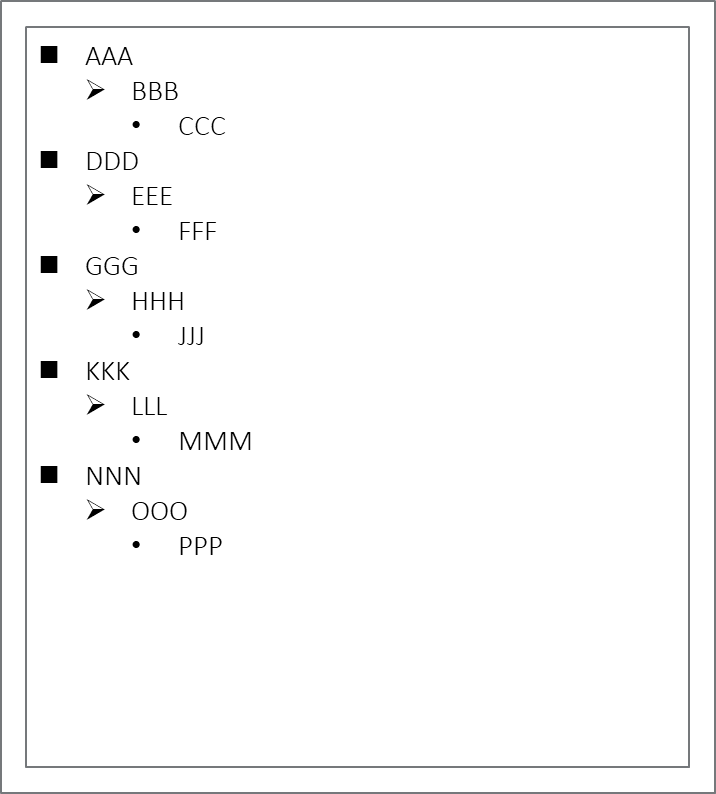 ■ AAA
➢ BBB
• CCC
■ DDD
➢ EEE
• FFF
■ GGG
➢ HHH
• JJJ
■ KKK
➢ LLL
• MMM
■ NNN
➢ OOO
• PPP